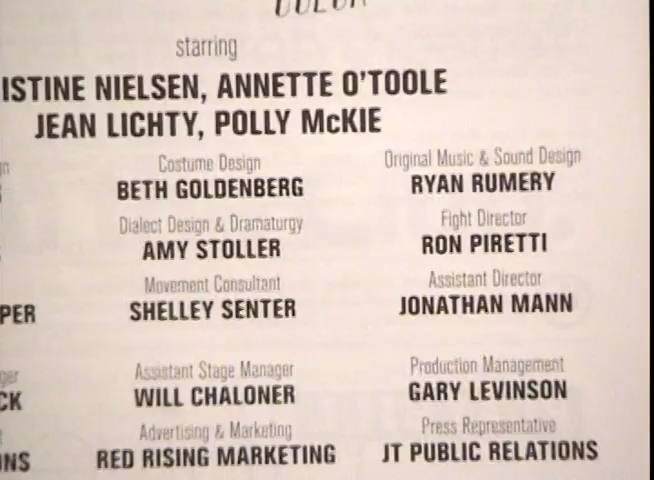 COLOR
starring
ISTINE NIELSEN, ANNETTE O'TOOLE
JEAN LICHTY, POLLY McKIE
Costume Design
BETH GOLDENBERG
Original Music & Sound Design
RYAN RUMERY
Dialect Design & Dramaturgy
AMY STOLLER
Fight Director
RON PIRETTI
Movement Consultant
SHELLEY SENTER
Assistant Director
JONATHAN MANN
PER
Assistant Stage Manager
WILL CHALONER
Production Management
GARY LEVINSON
CK
Advertising & Marketing
RED RISING MARKETING
Press Representative
JT PUBLIC RELATIONS
NS